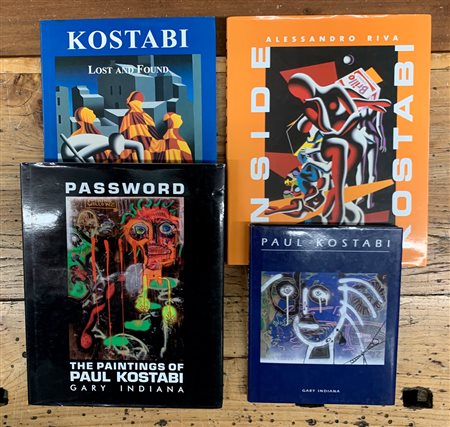 KOSTABI
LOST AND FOUND
ALESSANDRO RIVA
INSIDE
KOSTABI
Brillo
PASSWORD
THE PAINTINGS OF
PAUL KOSTABI
GARY INDIANA
PAUL KOSTABI
GARY INDIANA